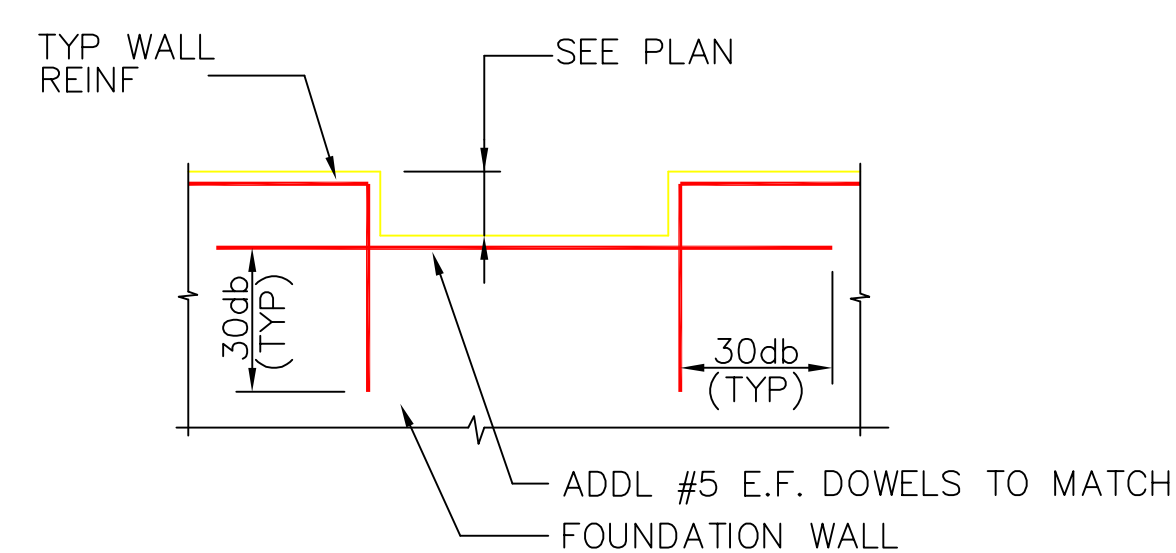 TYP WALL
REINF
SEE PLAN
30db
(TYP)
30db
(TYP)
ADDL #5 E.F. DOWELS TO MATCH
FOUNDATION WALL